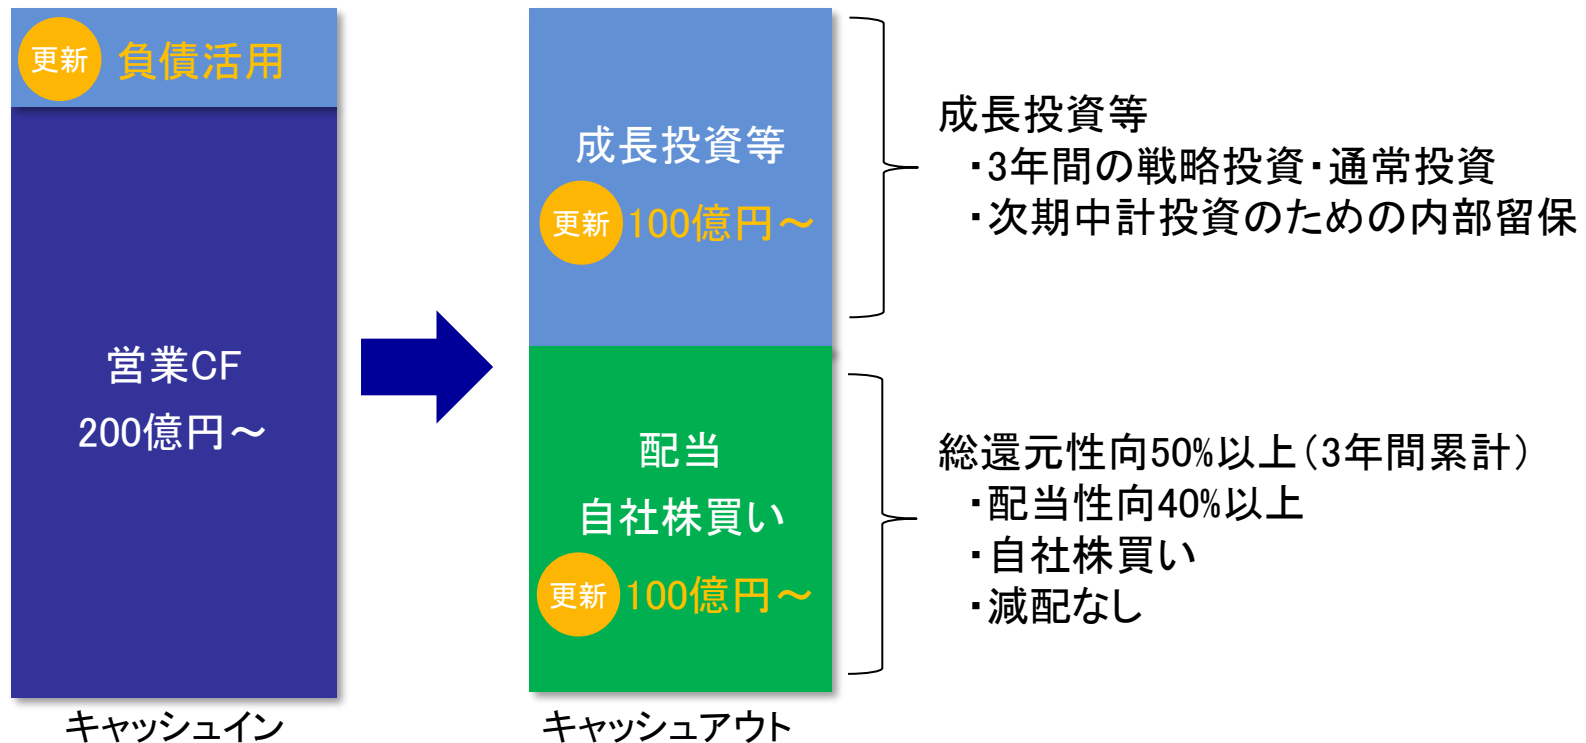 更新 負債活用
営業CF
200億円～
キャッシュイン
成長投資等
更新 100億円～
配当
自社株買い
更新 100億円～
キャッシュアウト
成長投資等
・3年間の戦略投資・通常投資
・次期中計投資のための内部留保
総還元性向50%以上（3年間累計）
・配当性向40%以上
・自社株買い
・減配なし